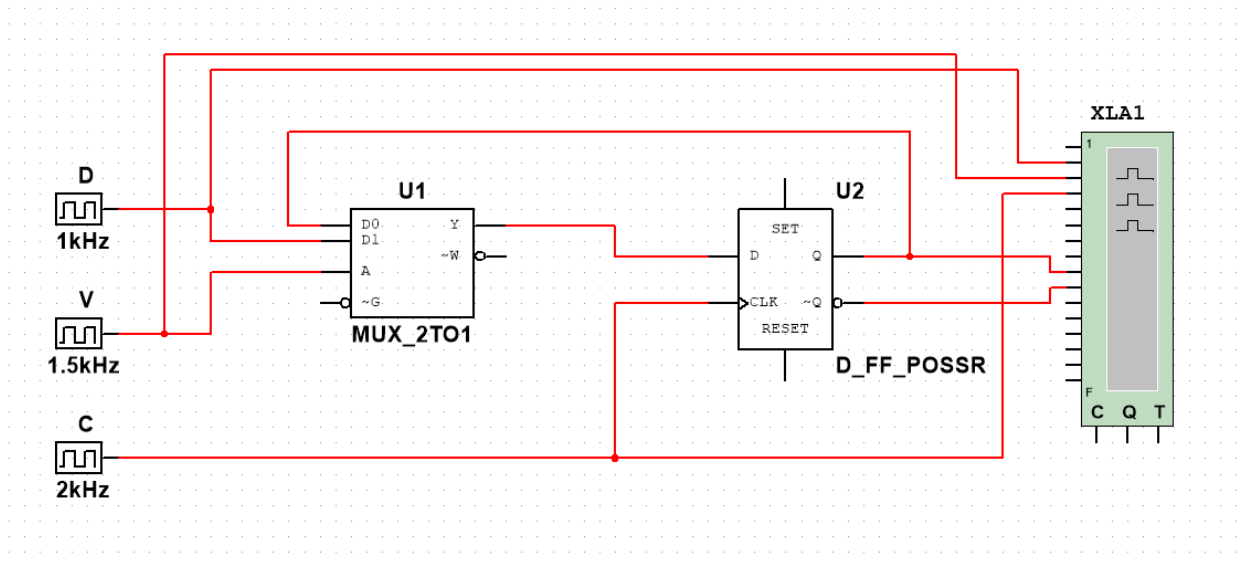 XLA1
1
D
1kHz
U1
D0
D1
A
~G
Y
~W
MUX_2TO1
U2
SET
D
Q
CLK
~Q
RESET
D_FF_POSSR
V
1.5kHz
C
2kHz
F
C Q T